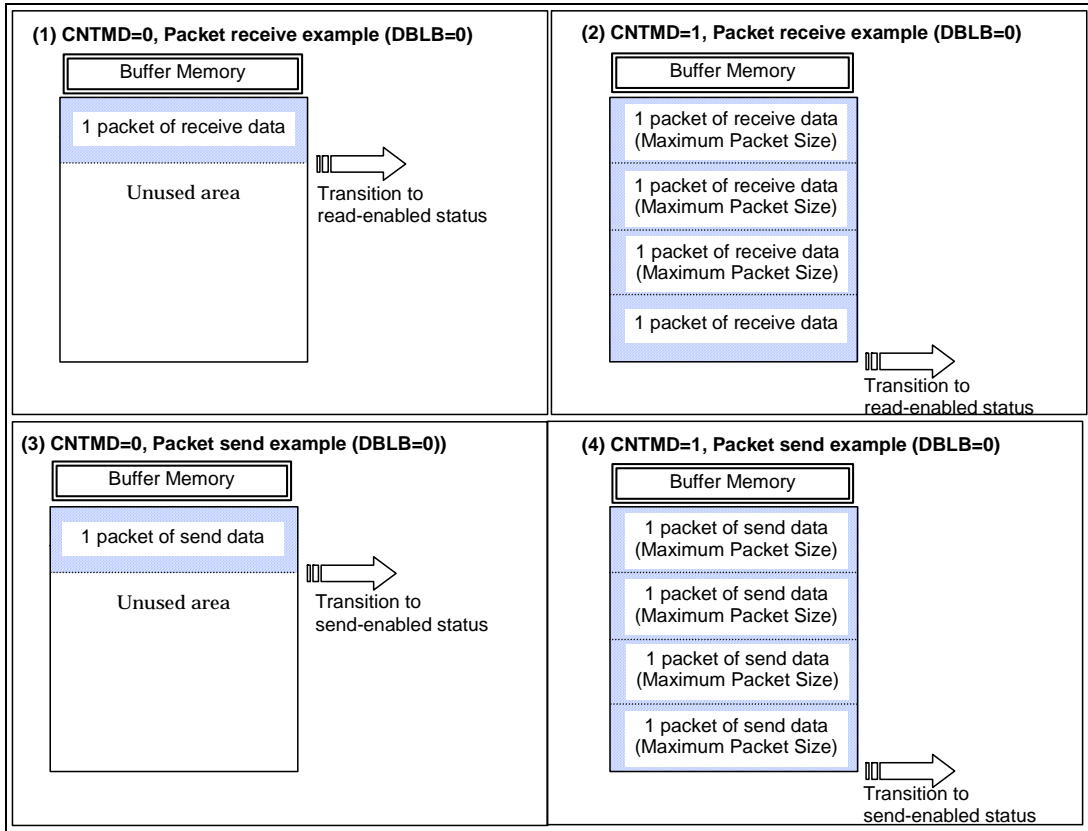 (1) CNTMD=0, Packet receive example (DBLB=0)
Buffer Memory
1 packet of receive data
Unused area
Transition to
read-enabled status
(2) CNTMD=1, Packet receive example (DBLB=0)
Buffer Memory
1 packet of receive data
(Maximum Packet Size)
1 packet of receive data
(Maximum Packet Size)
1 packet of receive data
(Maximum Packet Size)
1 packet of receive data
Transition to
read-enabled status
(3) CNTMD=0, Packet send example (DBLB=0))
Buffer Memory
1 packet of send data
Unused area
Transition to
send-enabled status
(4) CNTMD=1, Packet send example (DBLB=0)
Buffer Memory
1 packet of send data
(Maximum Packet Size)
1 packet of send data
(Maximum Packet Size)
1 packet of send data
(Maximum Packet Size)
1 packet of send data
(Maximum Packet Size)
Transition to
send-enabled status